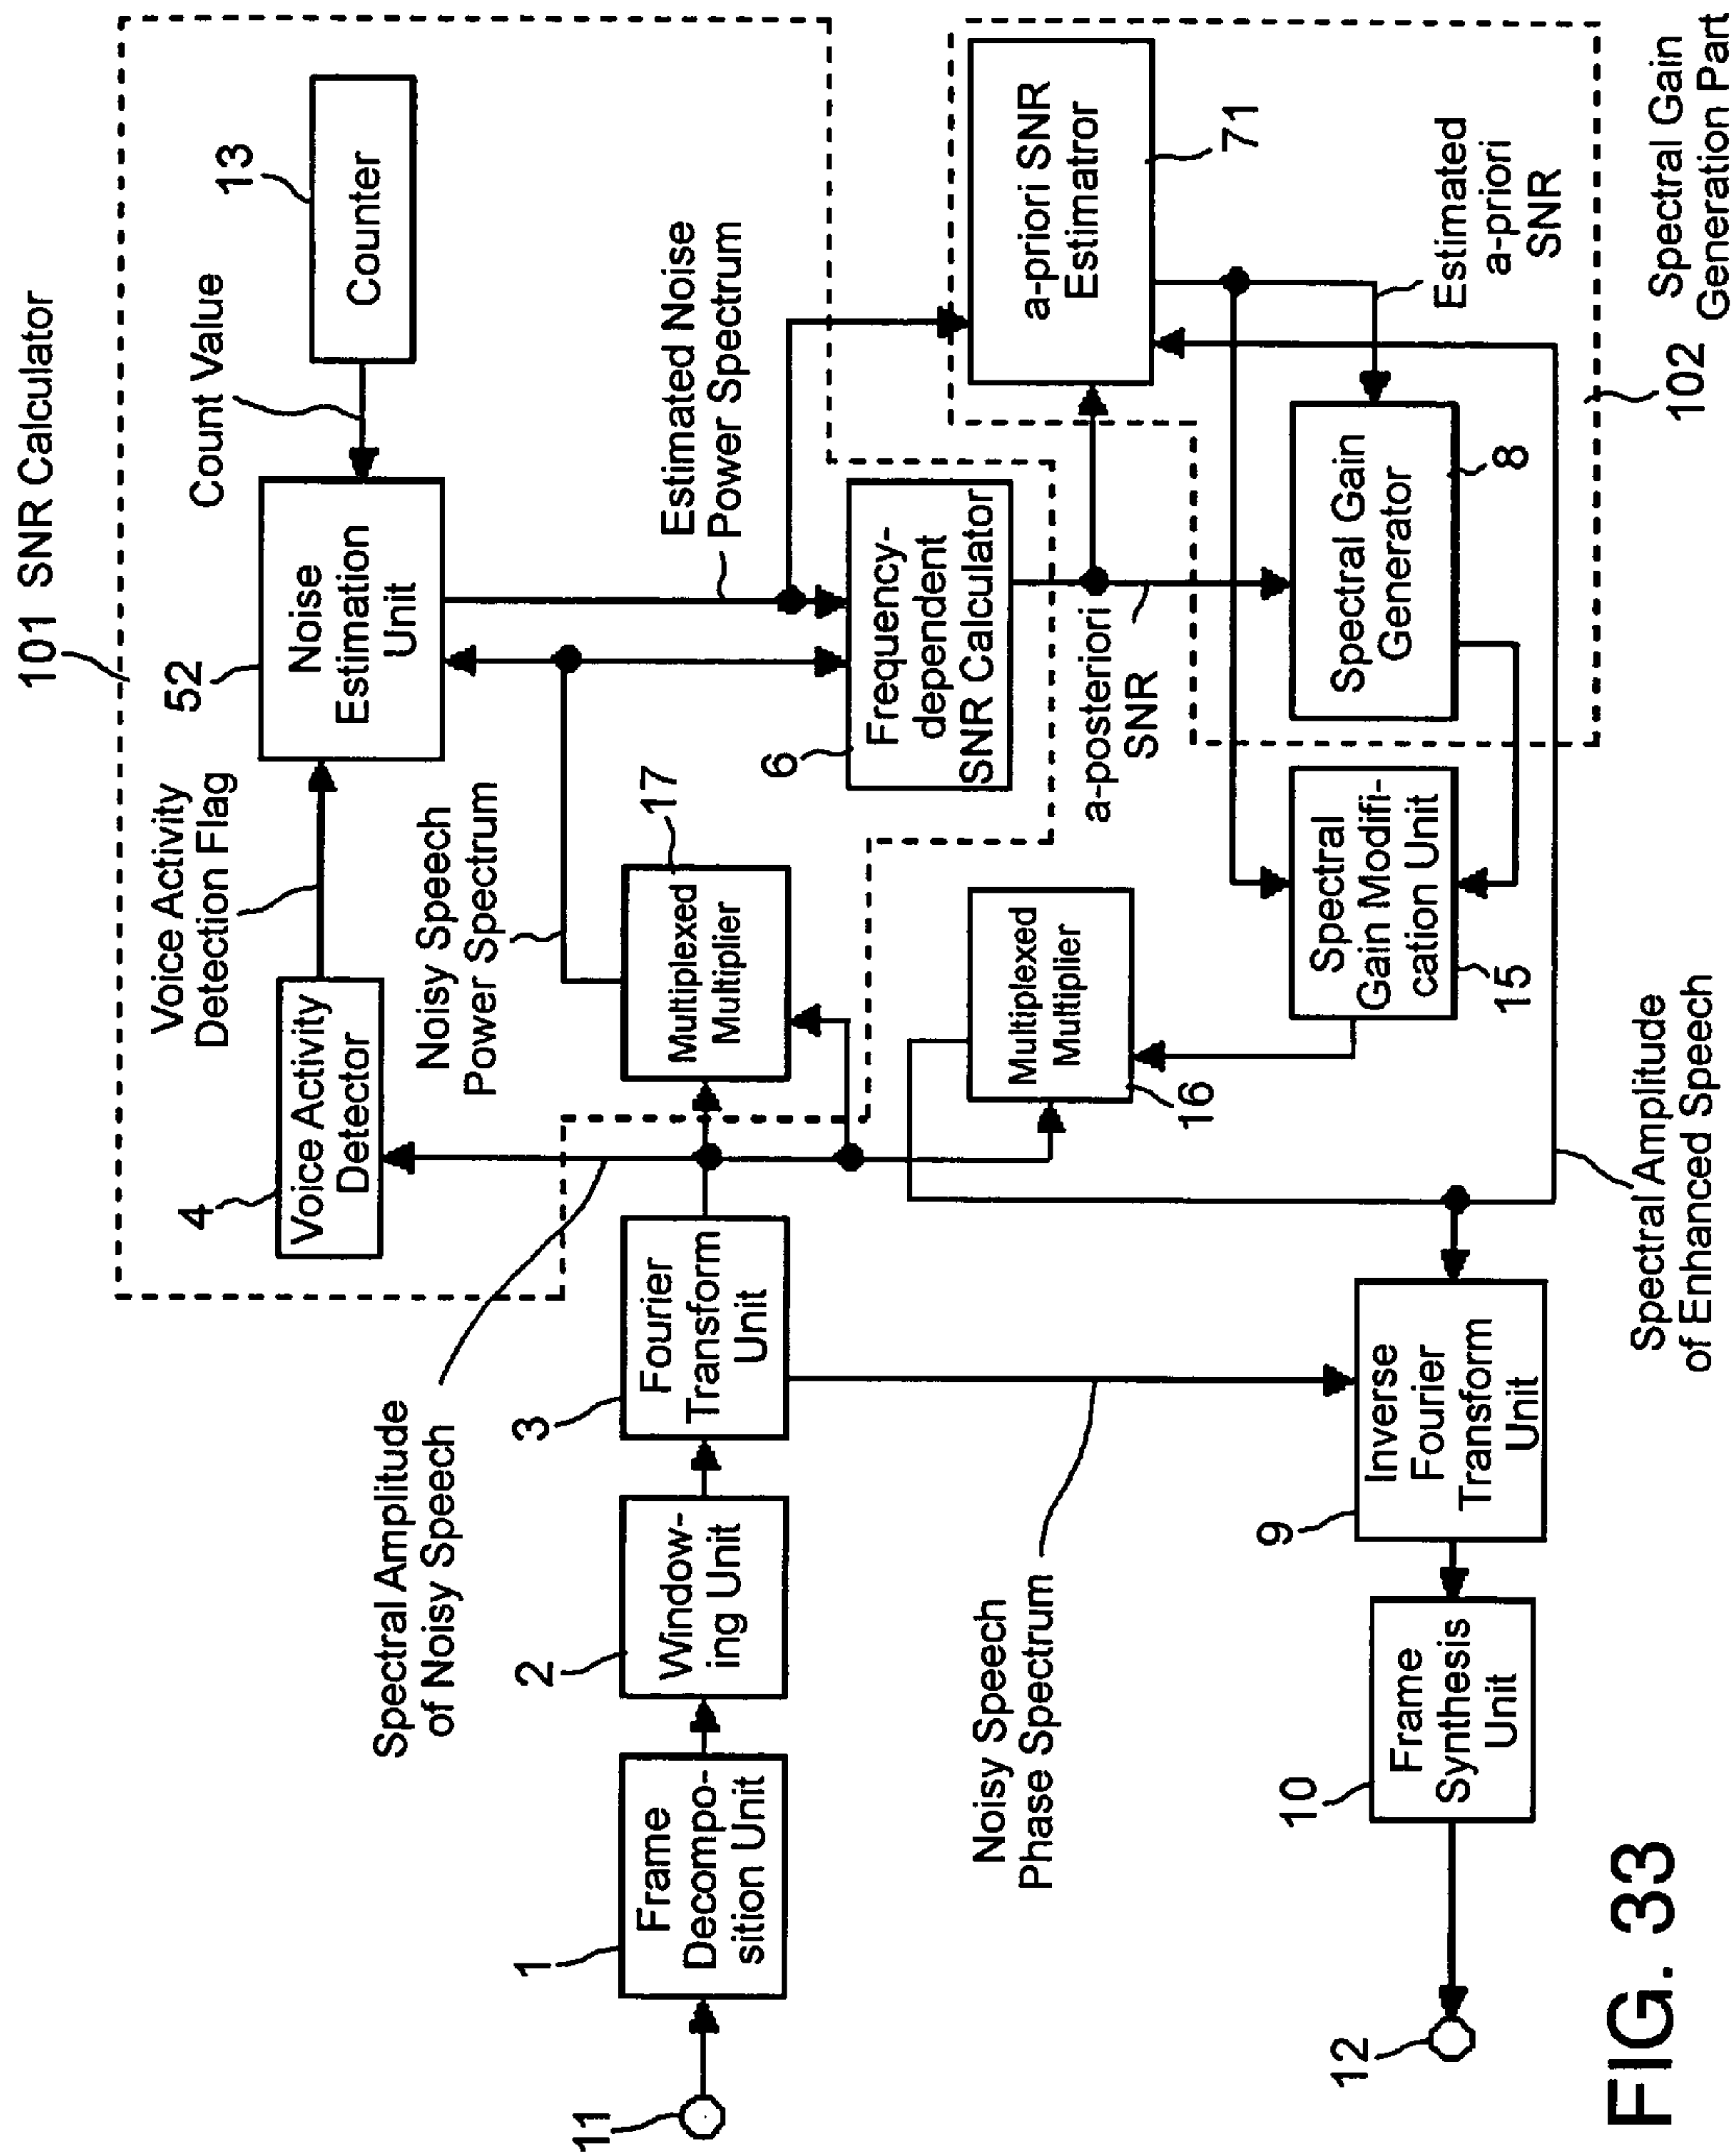 101 SNR Calculator
13
Counter
Count Value
52
Noise
Estimation
Unit
Voice Activity
Detection Flag
4
Voice Activity
Detector
Estimated Noise
Power Spectrum
Noisy Speech
Power Spectrum
17
Multiplexed
Multiplier
6
Frequency-
dependent
SNR Calculator
a-posteriori
SNR
a-priori SNR
Estimatror
71
Estimated
a-priori
SNR
Spectral Gain
Generator
8
102
Spectral Gain
Generation Part
Spectral
Gain Modifi-
cation Unit
15
Multiplexed
Multiplier
16
Spectral Amplitude
of Noisy Speech
11
1
Frame
Decompo-
sition Unit
2
Window-
ing Unit
3
Fourier
Transform
Unit
Noisy Speech
Phase Spectrum
Spectral Amplitude
of Enhanced Speech
9
Inverse
Fourier
Transform
Unit
10
Frame
Synthesis
Unit
12
FIG. 33